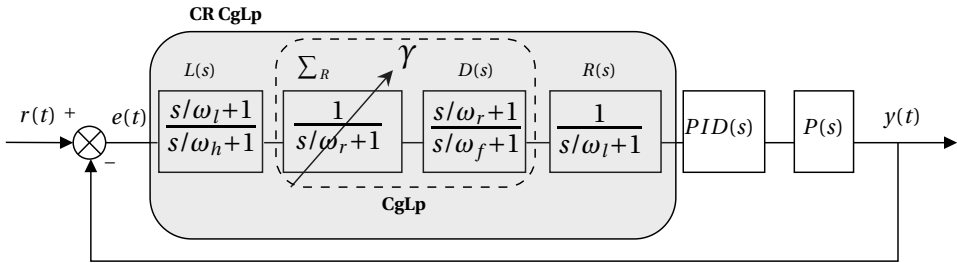 CR CgLp
L(s)
∑R
γ
D(s)
R(s)
r(t) +
e(t)
−
s/ωl+1
s/ωh+1
1
s/ωr+1
s/ωr+1
s/ωf+1
1
s/ωl+1
PID(s)
P(s)
y(t)
CgLp